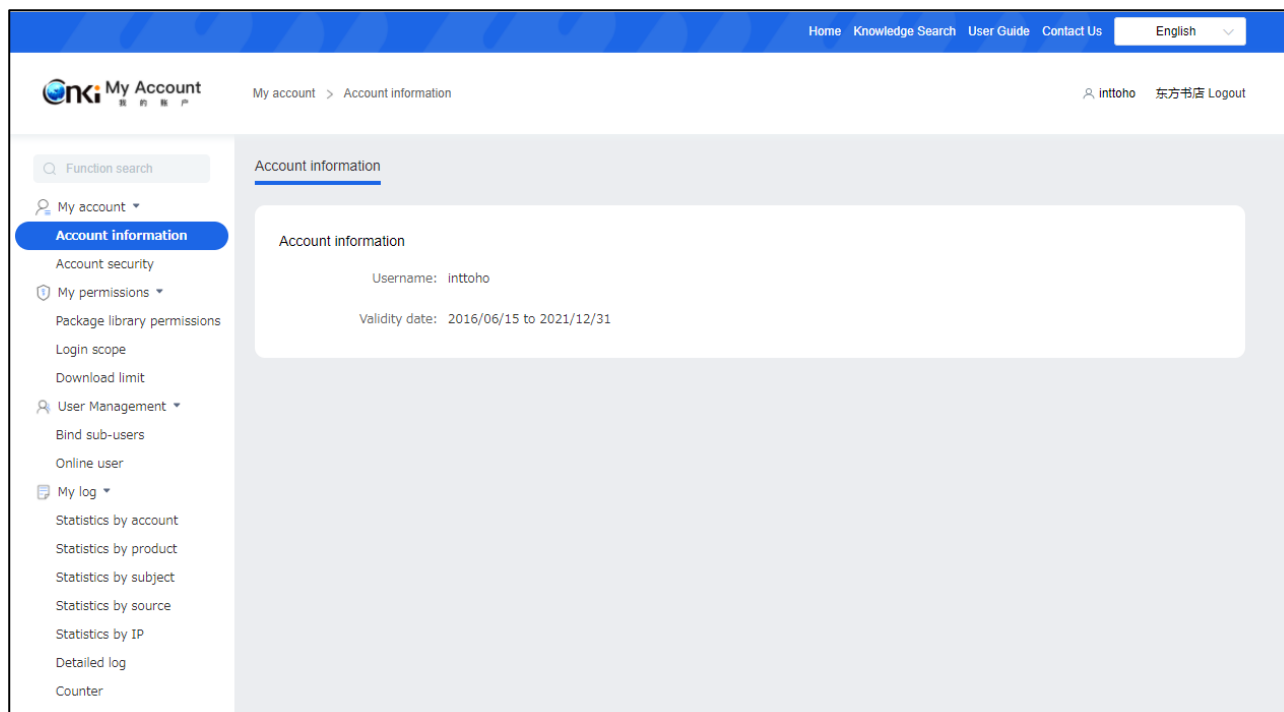 Home Knowledge Search User Guide Contact Us English
cnki My Account
我的账户
My account > Account information
inttoho 东方书店 Logout
Function search
My account
Account information
Account security
My permissions
Package library permissions
Login scope
Download limit
User Management
Bind sub-users
Online user
My log
Statistics by account
Statistics by product
Statistics by subject
Statistics by source
Statistics by IP
Detailed log
Counter
Account information
Account information
Username: inttoho
Validity date: 2016/06/15 to 2021/12/31